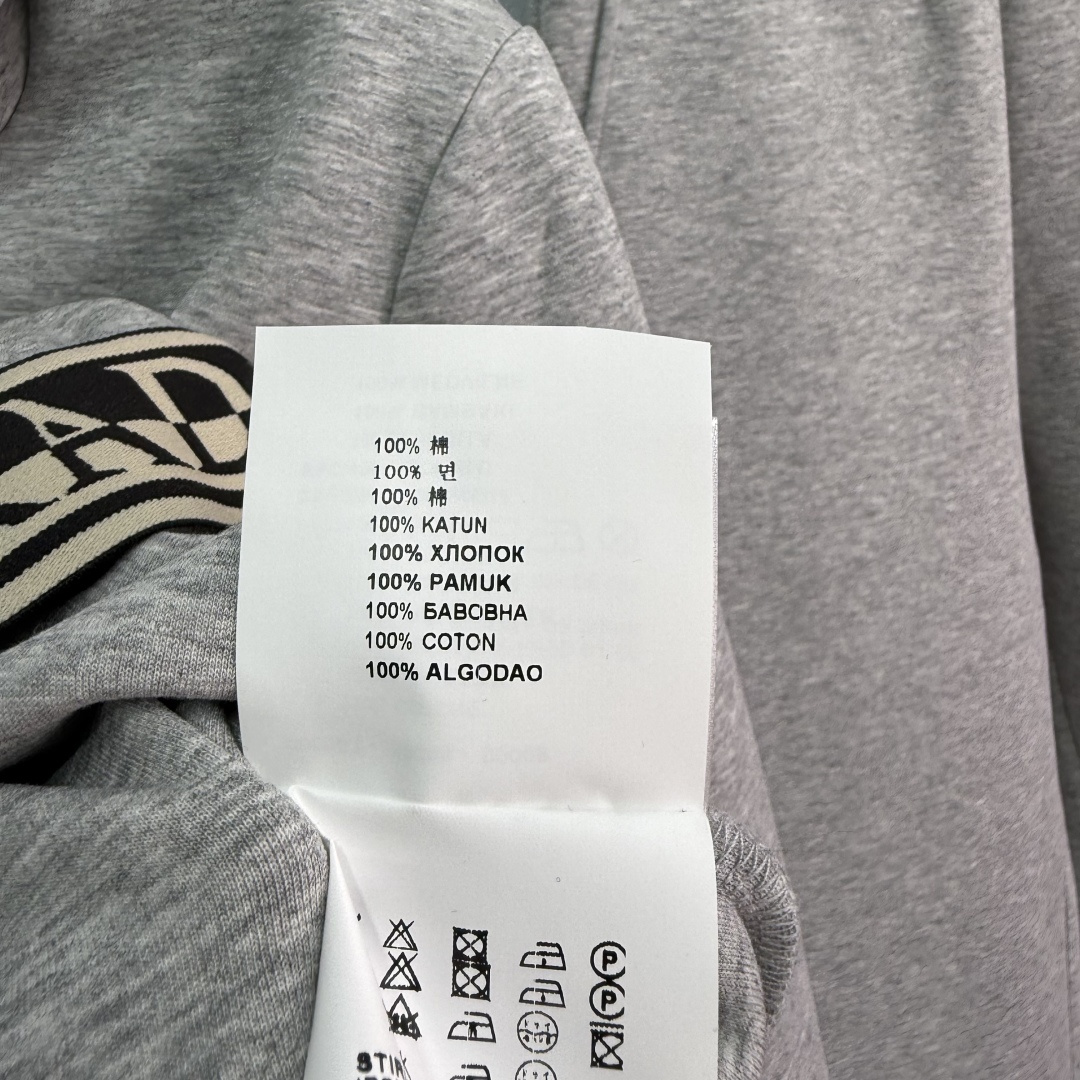 100% 棉
100% 면
100% 棉
100% KATUN
100% ХЛОПОК
100% PAMUK
100% БАВОВНА
100% COTON
100% ALGODAO
P
P